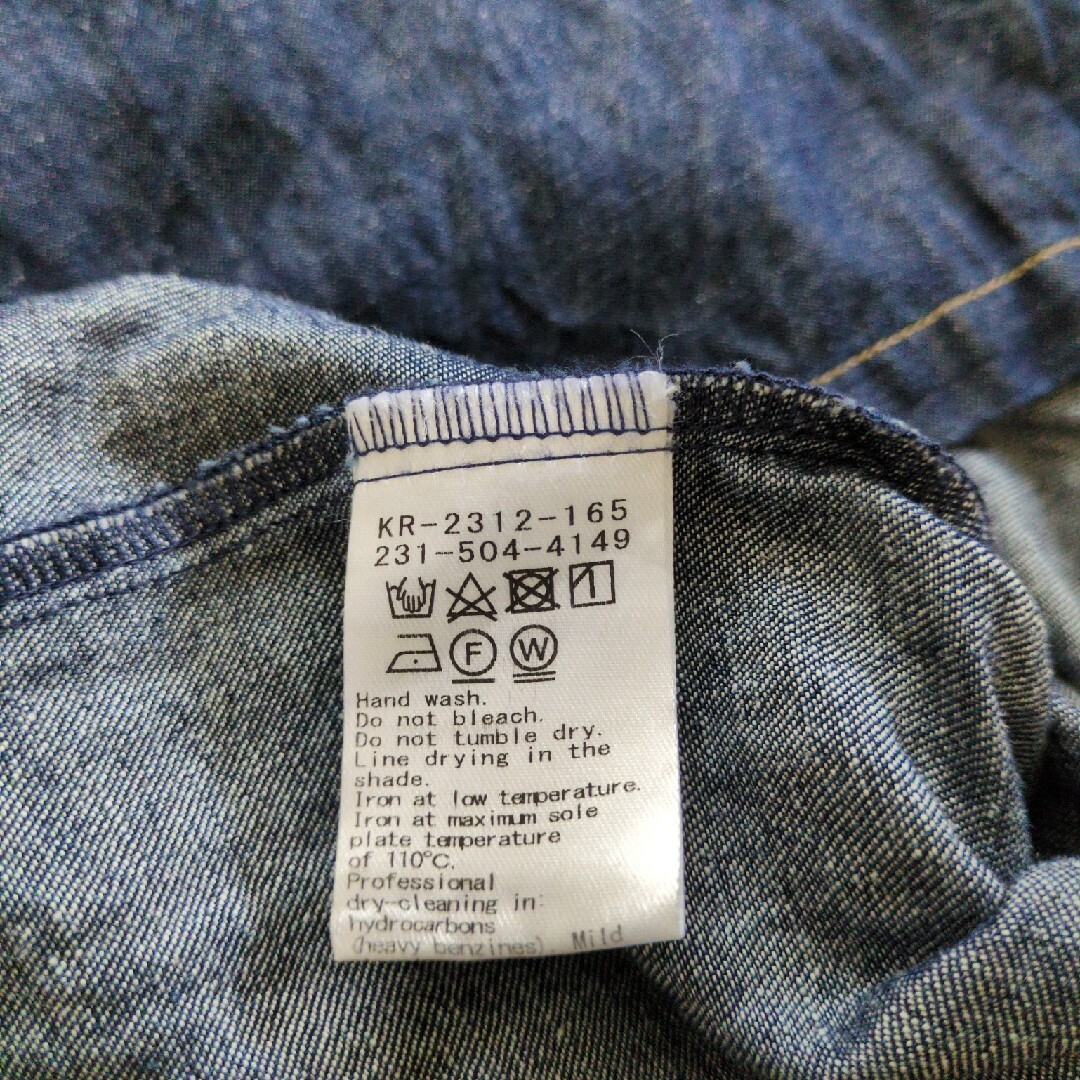 KR-2312-165
231-504-4149
F W
Hand wash.
Do not bleach.
Do not tumble dry.
Line drying in the
shade.
Iron at low temperature.
Iron at maximum sole
plate temperature
of 110℃.
Professional
dry-cleaning in:
hydrocarbons
(heavy benzines). Mild